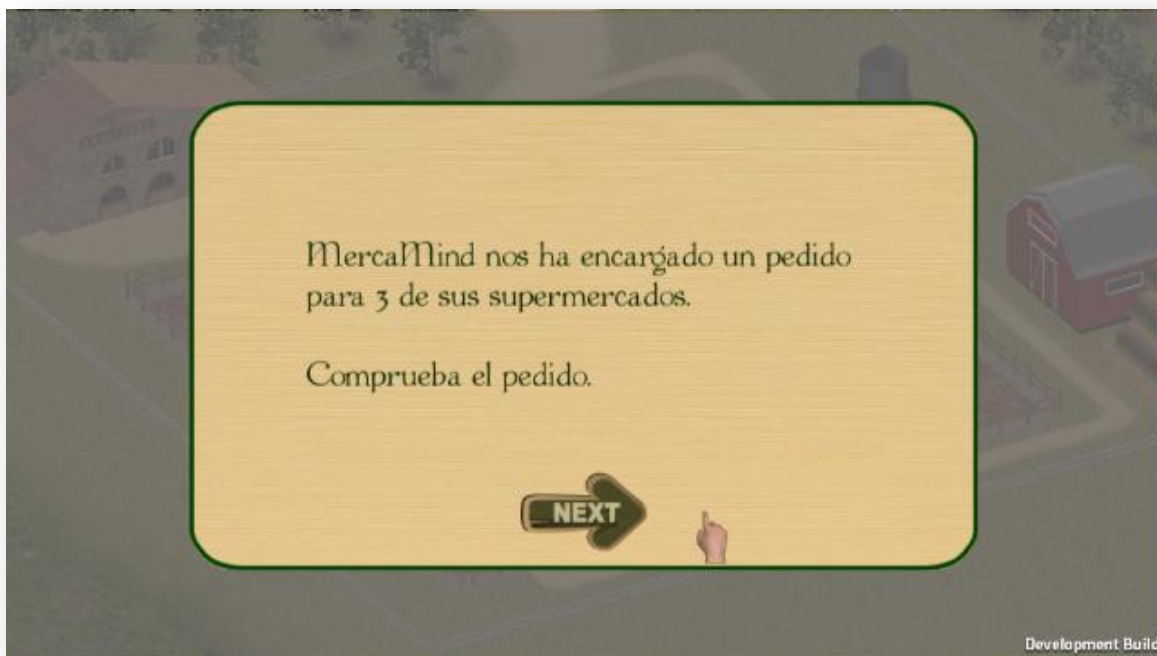 MercaMind nos ha encargado un pedido
para 3 de sus supermercados.
Comprueba el pedido.
NEXT
Development Build